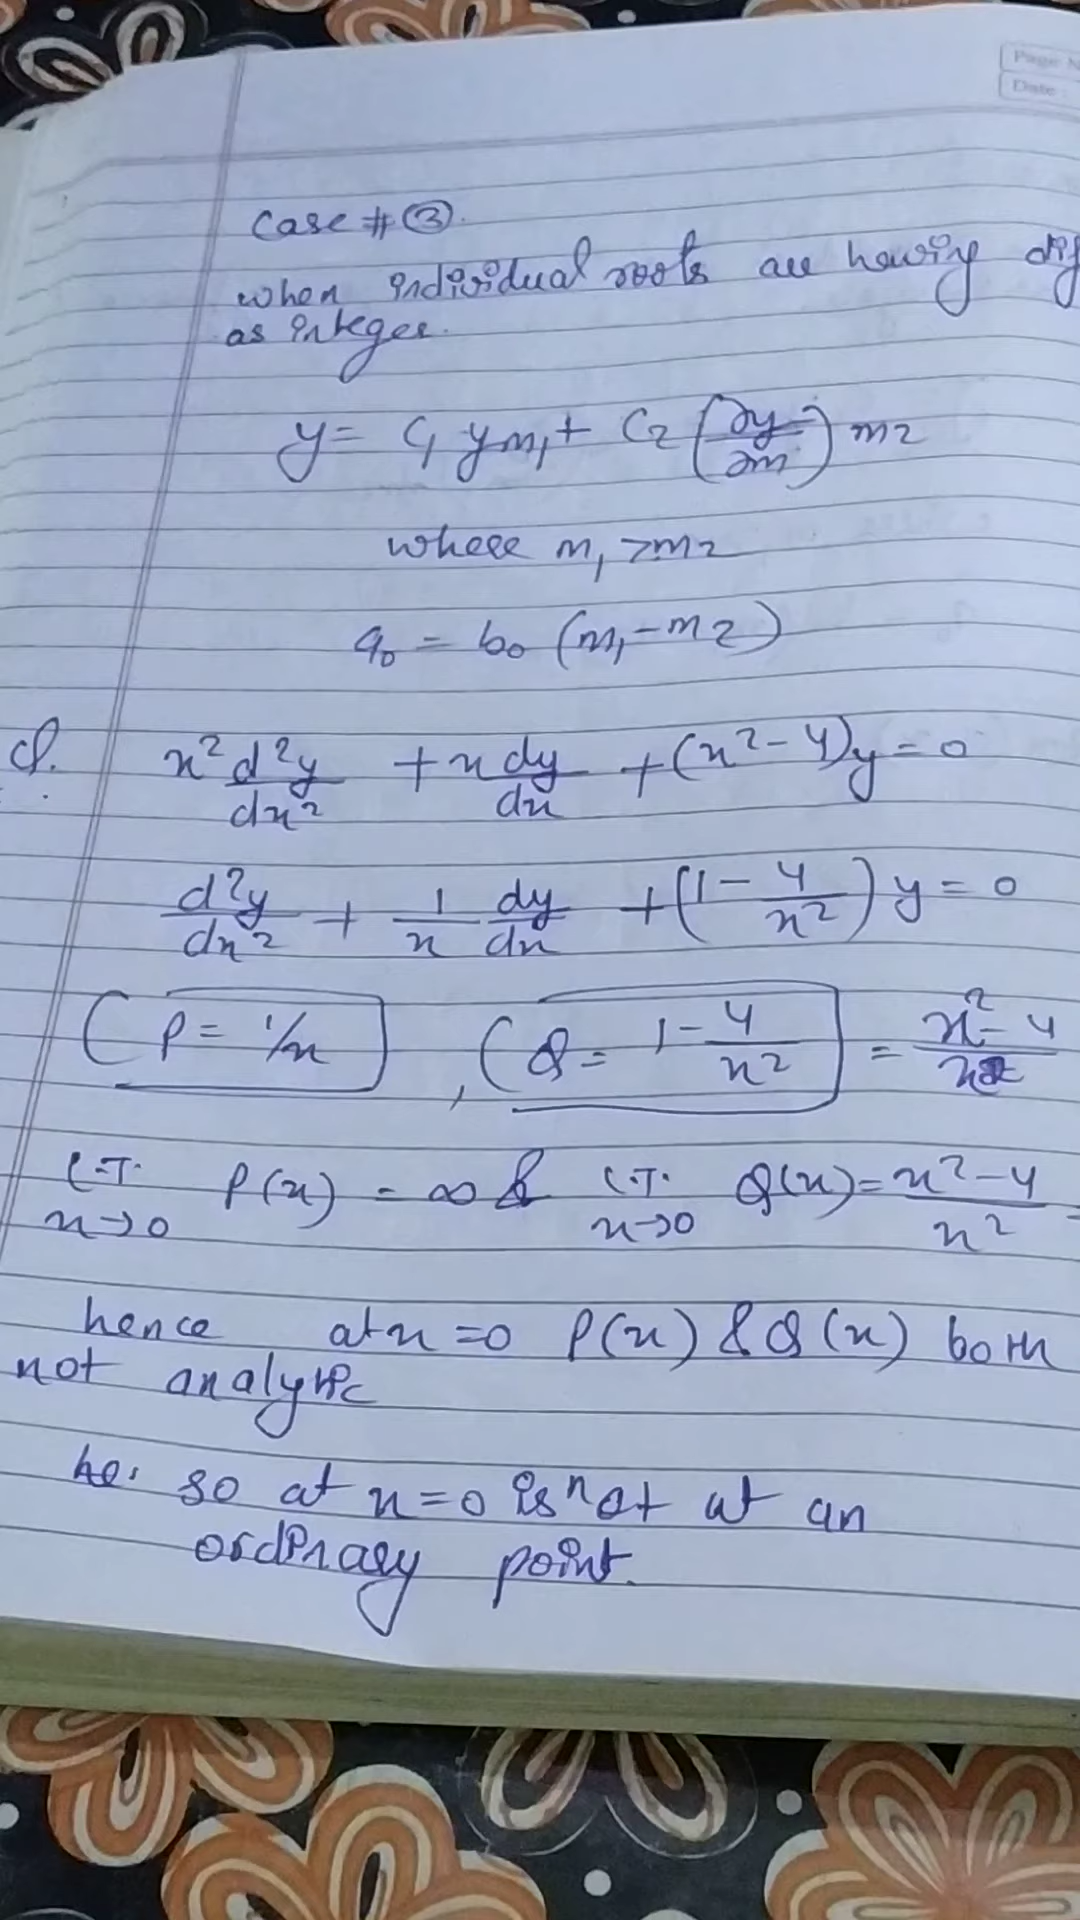 Page N
Date :
Case # ③.
when individual roots are having dif
as integer.
y = C₁ y m₁ + C₂ (∂y/∂m) m₂
where m₁ > m₂
a₀ = b₀ (m₁ - m₂)
Q. x² d²y/dx² + x dy/dx + (x² - 4)y = 0
d²y/dx² + 1/x dy/dx + (1 - 4/x²) y = 0
P = 1/x , Q = 1 - 4/x² = x² - 4/x²
L.T. x→0 P(x) = ∞ & L.T. x→0 Q(x) = x² - 4/x² =
hence at x = 0 P(x) & Q(x) both
not analytic
so at x = 0 is not at an
ordinary point.